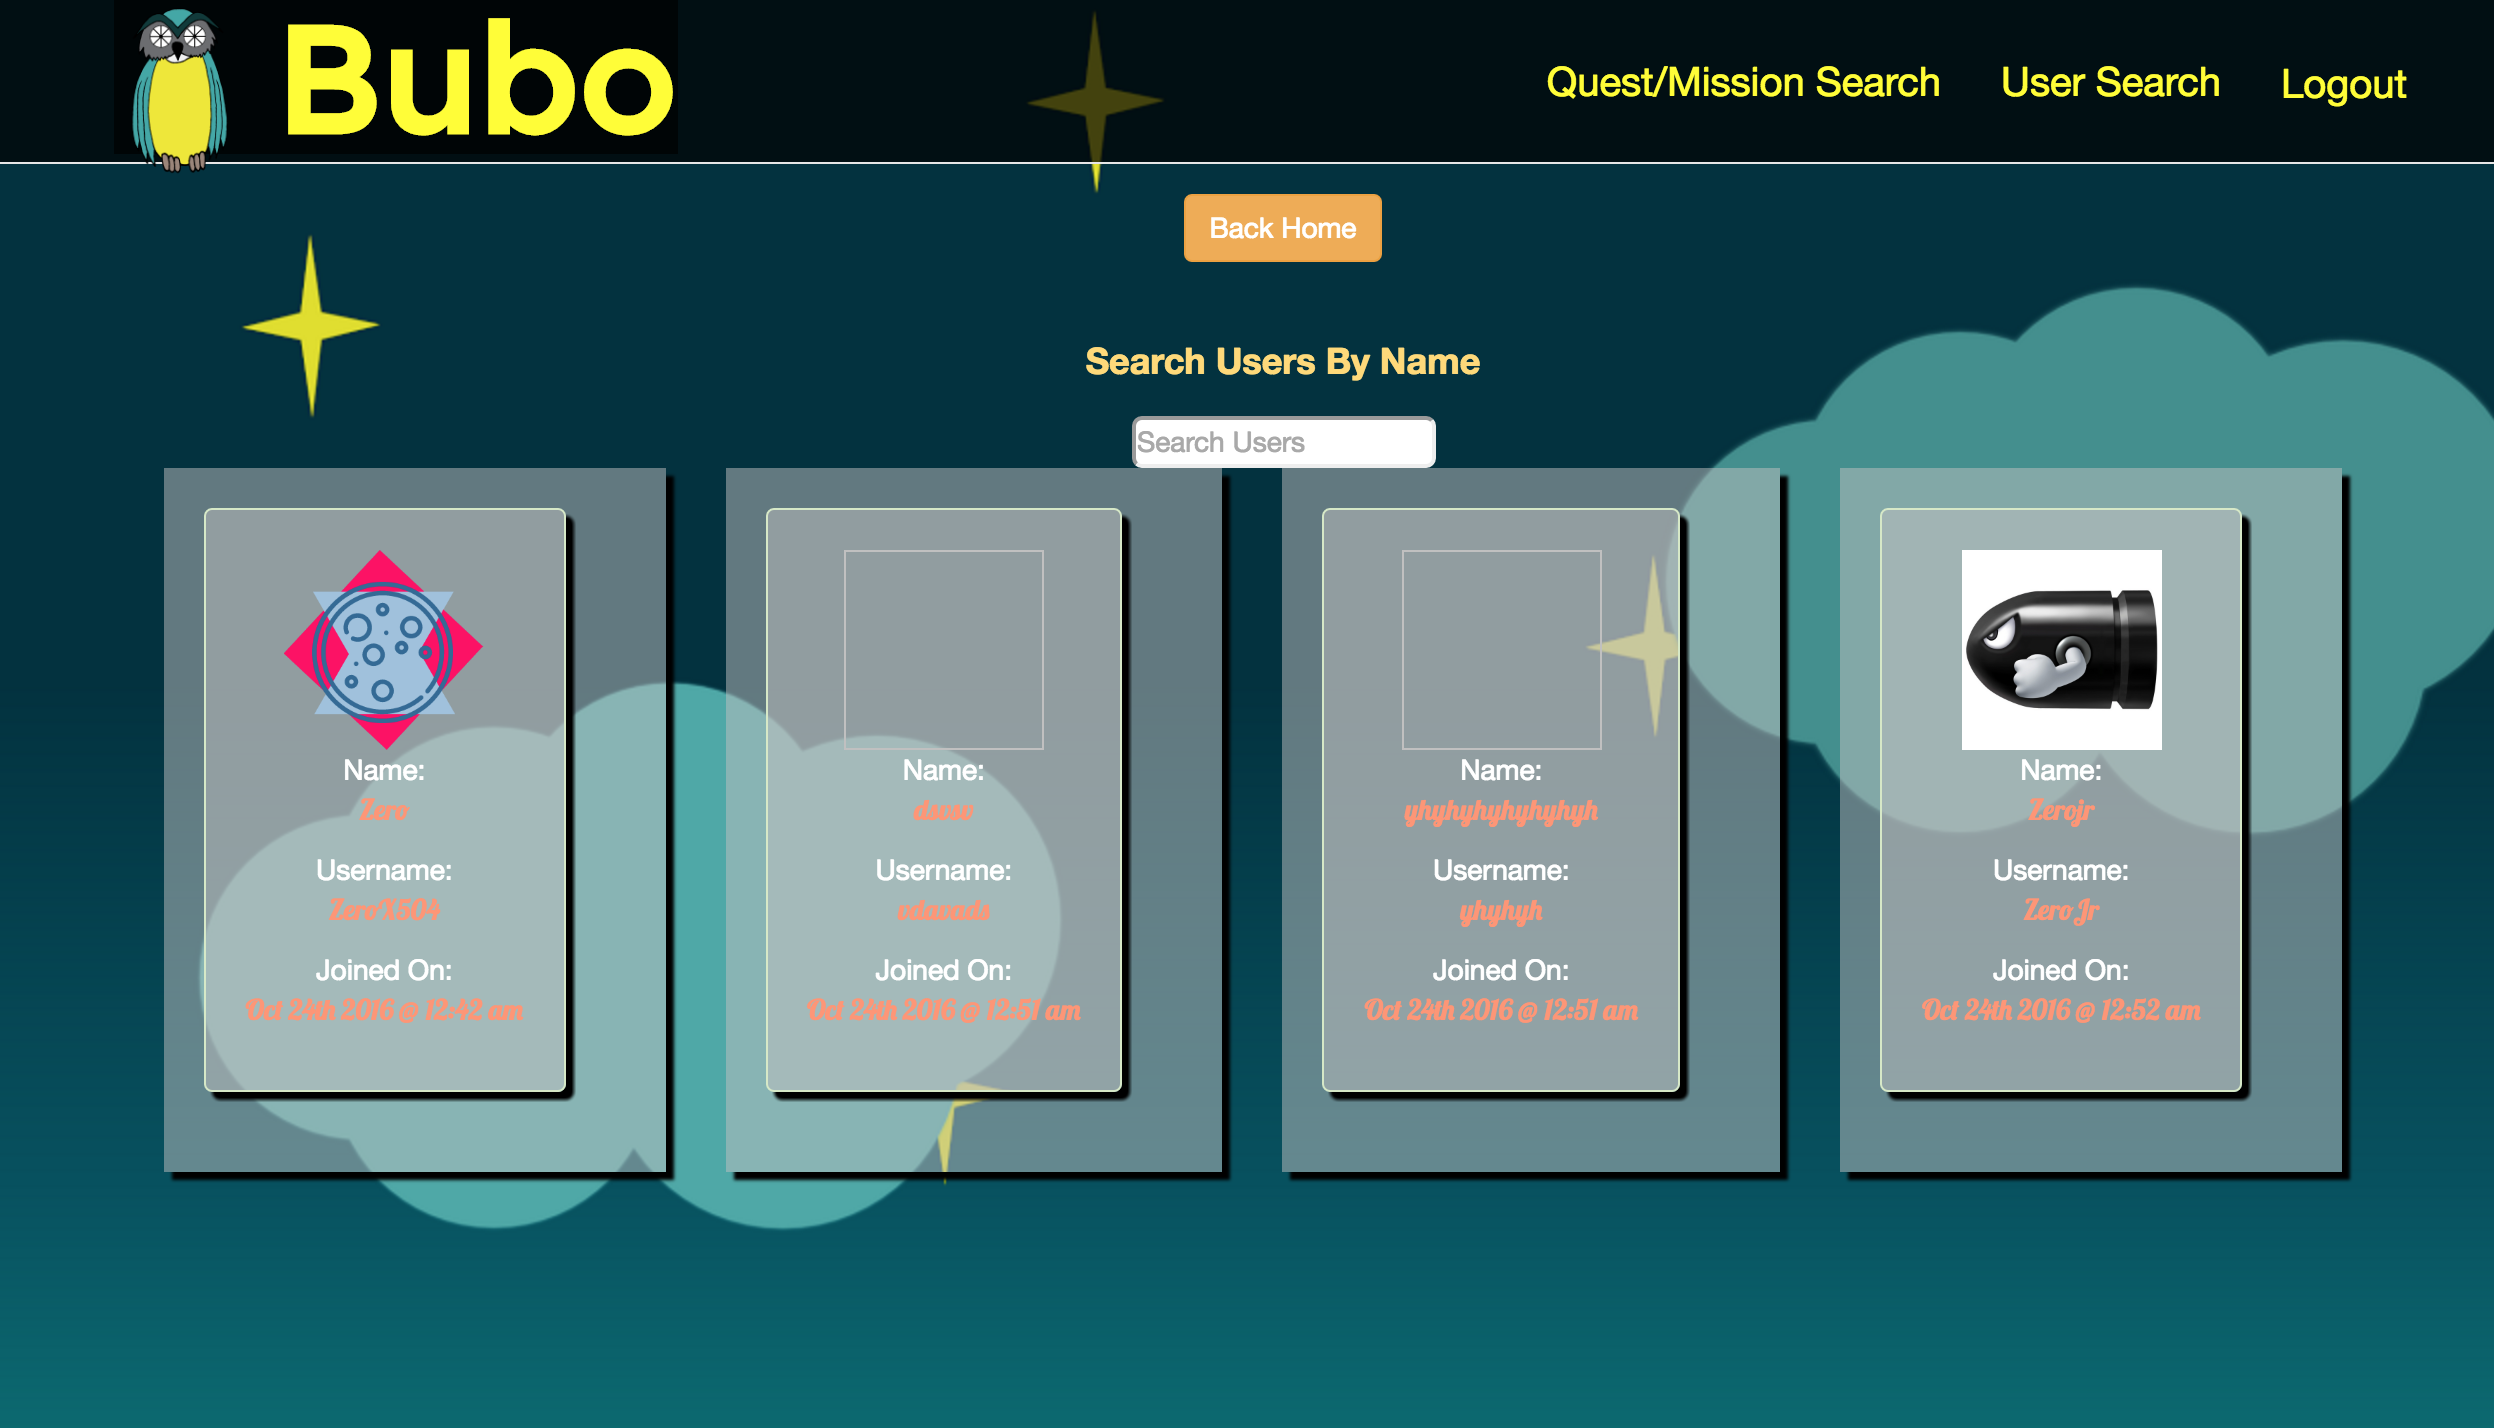 Bubo
Quest/Mission Search
User Search
Logout
Back Home
Search Users By Name
Search Users
Name:
Zero
Username:
ZeroX504
Joined On:
Oct 24th 2016 @ 12:42 am
Name:
dsvsv
Username:
vdavads
Joined On:
Oct 24th 2016 @ 12:51 am
Name:
yhyhyhyhyhyhyh
Username:
yhyhyh
Joined On:
Oct 24th 2016 @ 12:51 am
Name:
Zerojr
Username:
ZeroJr
Joined On:
Oct 24th 2016 @ 12:52 am